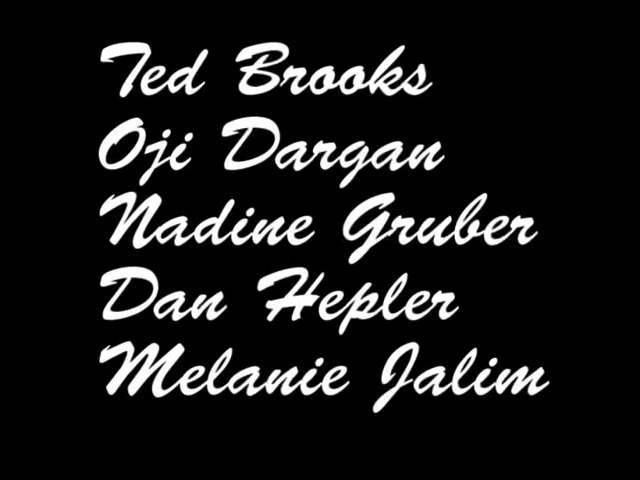 Ted Brooks
Oji Dargan
Nadine Gruber
Dan Hepler
Melanie Jalim